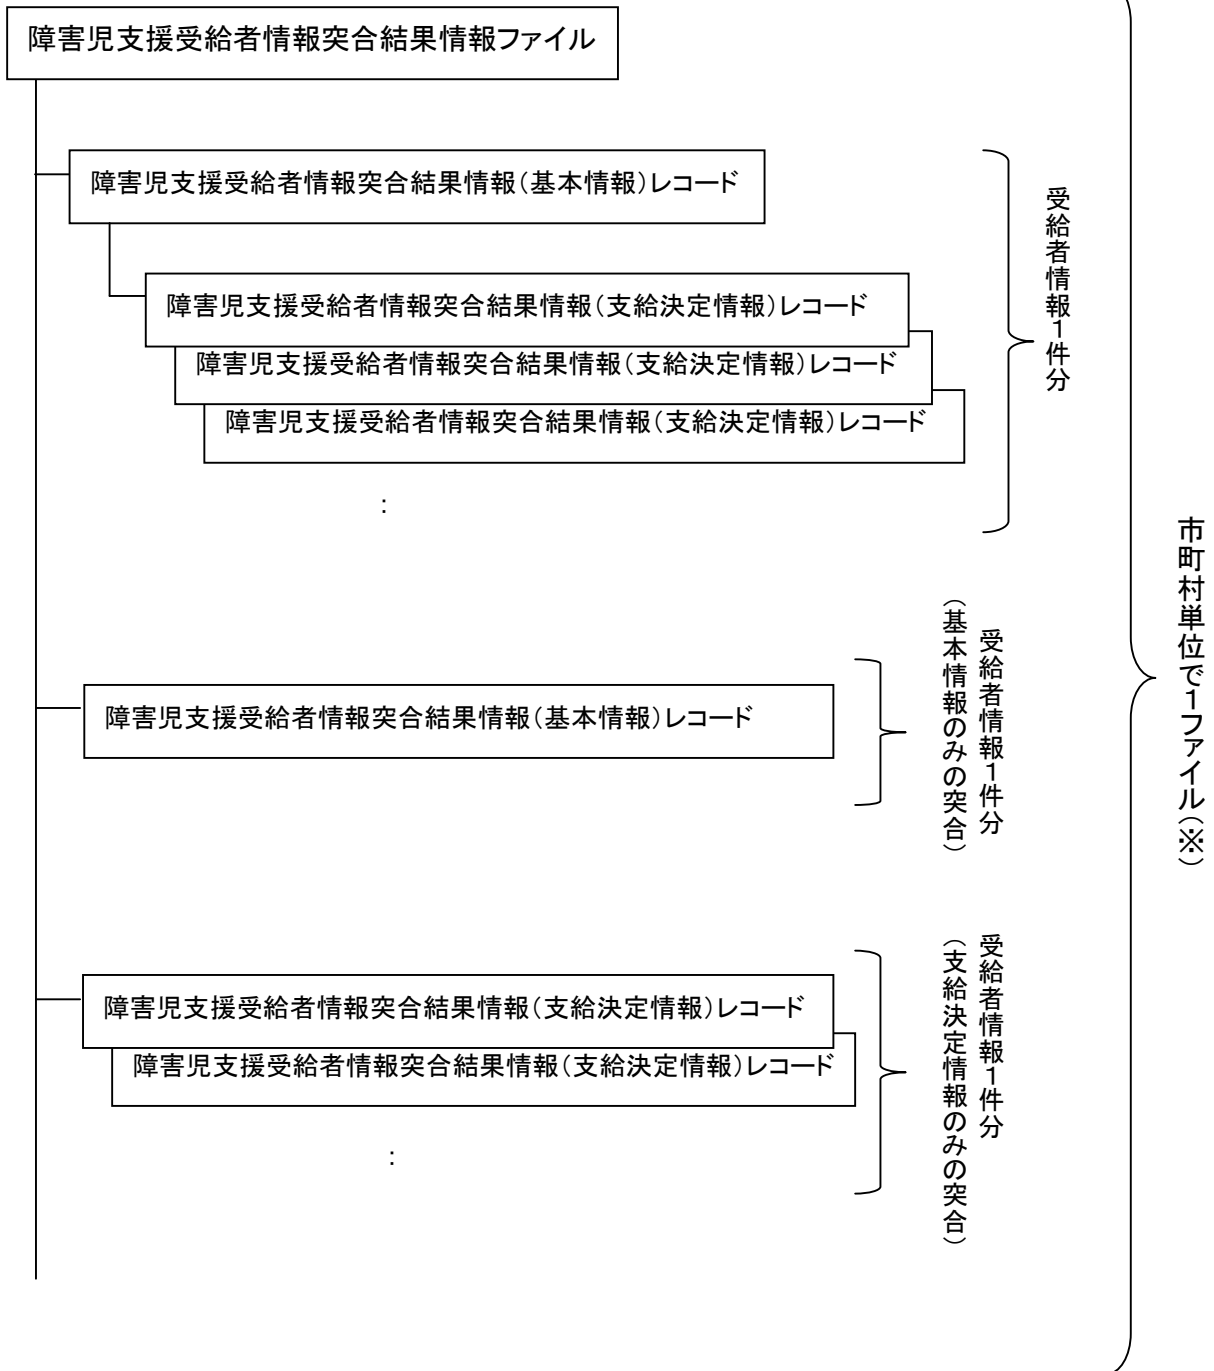 障害児支援受給者情報突合結果情報ファイル
障害児支援受給者情報突合結果情報(基本情報)レコード
障害児支援受給者情報突合結果情報(支給決定情報)レコード
障害児支援受給者情報突合結果情報(支給決定情報)レコード
障害児支援受給者情報突合結果情報(支給決定情報)レコード
:
受給者情報1件分
障害児支援受給者情報突合結果情報(基本情報)レコード
受給者情報1件分
(基本情報のみの突合)
障害児支援受給者情報突合結果情報(支給決定情報)レコード
障害児支援受給者情報突合結果情報(支給決定情報)レコード
:
受給者情報1件分
(支給決定情報のみの突合)
市町村単位で1ファイル(※)